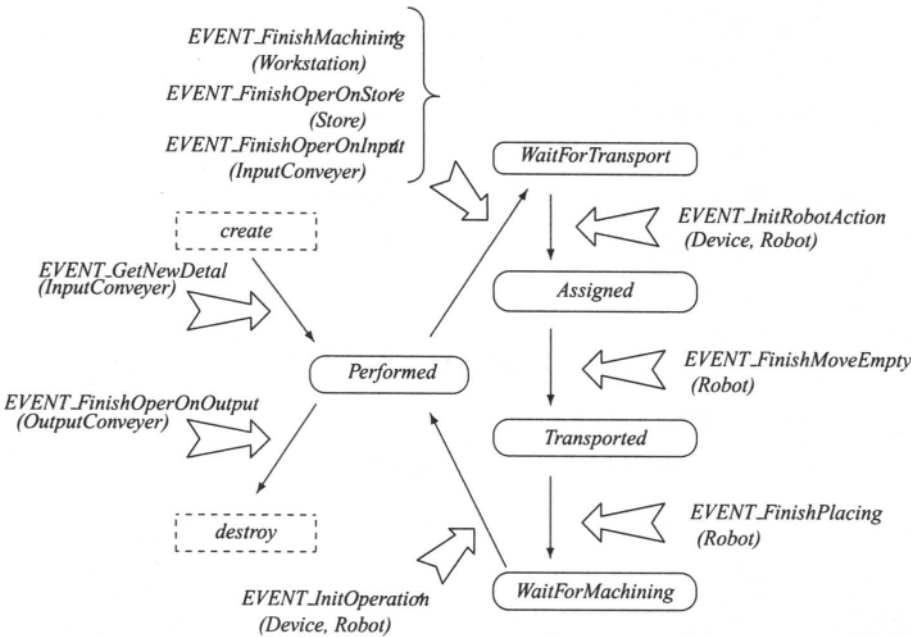 EVENT_FinishMachining
(Workstation)
EVENT_FinishOperOnStore
(Store)
EVENT_FinishOperOnInput
(InputConveyer)
WaitForTransport
EVENT_InitRobotAction
(Device, Robot)
create
EVENT_GetNewDetal
(InputConveyer)
Assigned
Performed
EVENT_FinishMoveEmpty
(Robot)
EVENT_FinishOperOnOutput
(OutputConveyer)
Transported
destroy
EVENT_FinishPlacing
(Robot)
EVENT_InitOperation
(Device, Robot)
WaitForMachining